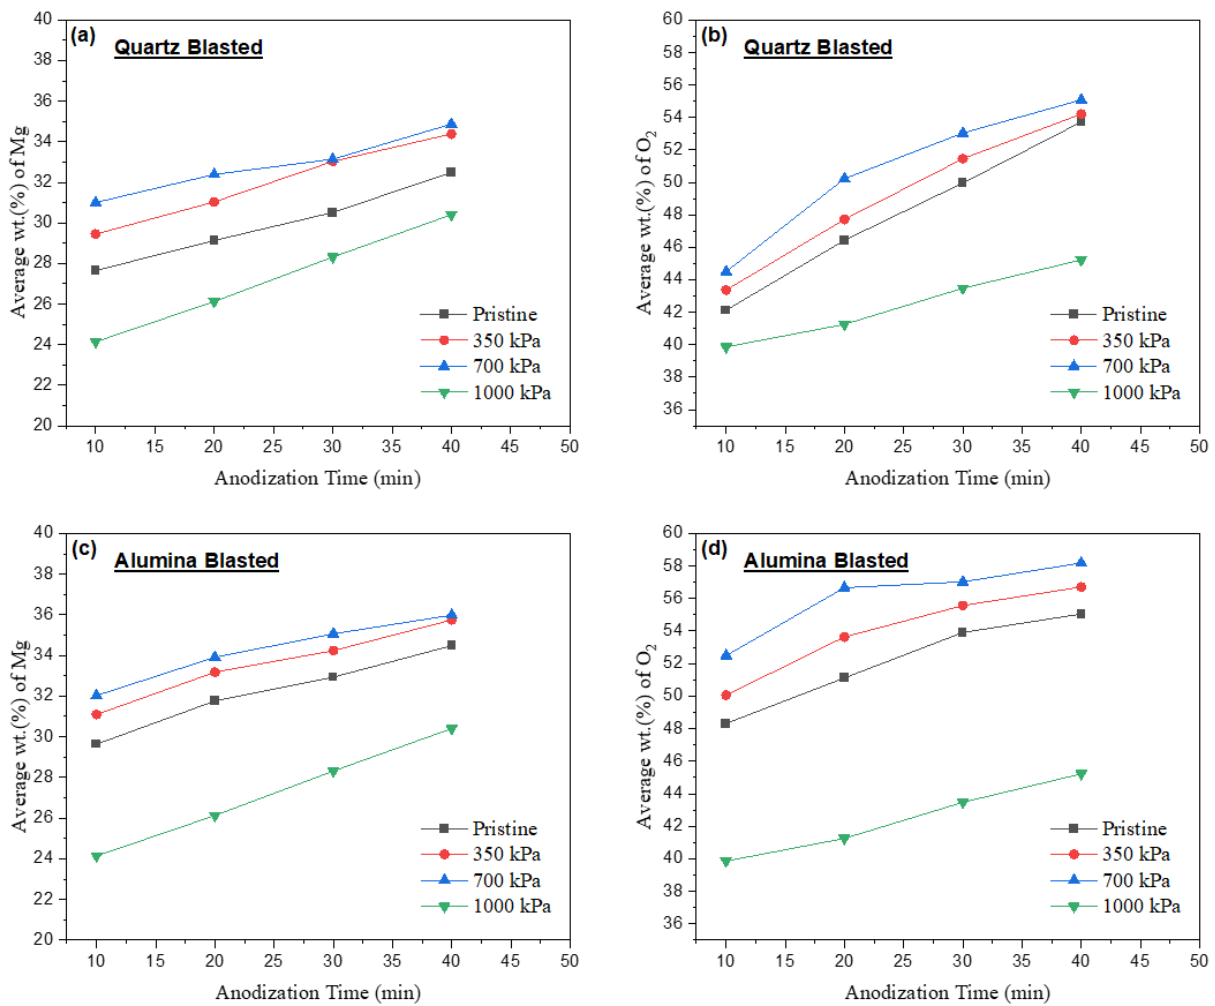 (a)
Quartz Blasted
Average wt.(%) of Mg
40
38
36
34
32
30
28
26
24
22
20
Pristine
350 kPa
700 kPa
1000 kPa
10 15 20 25 30 35 40 45 50
Anodization Time (min)
(b)
Quartz Blasted
Average wt.(%) of O2
60
58
56
54
52
50
48
46
44
42
40
38
36
Pristine
350 kPa
700 kPa
1000 kPa
10 15 20 25 30 35 40 45 50
Anodization Time (min)
(c)
Alumina Blasted
Average wt.(%) of Mg
40
38
36
34
32
30
28
26
24
22
20
Pristine
350 kPa
700 kPa
1000 kPa
10 15 20 25 30 35 40 45 50
Anodization Time (min)
(d)
Alumina Blasted
Average wt.(%) of O2
60
58
56
54
52
50
48
46
44
42
40
38
36
Pristine
350 kPa
700 kPa
1000 kPa
10 15 20 25 30 35 40 45 50
Anodization Time (min)